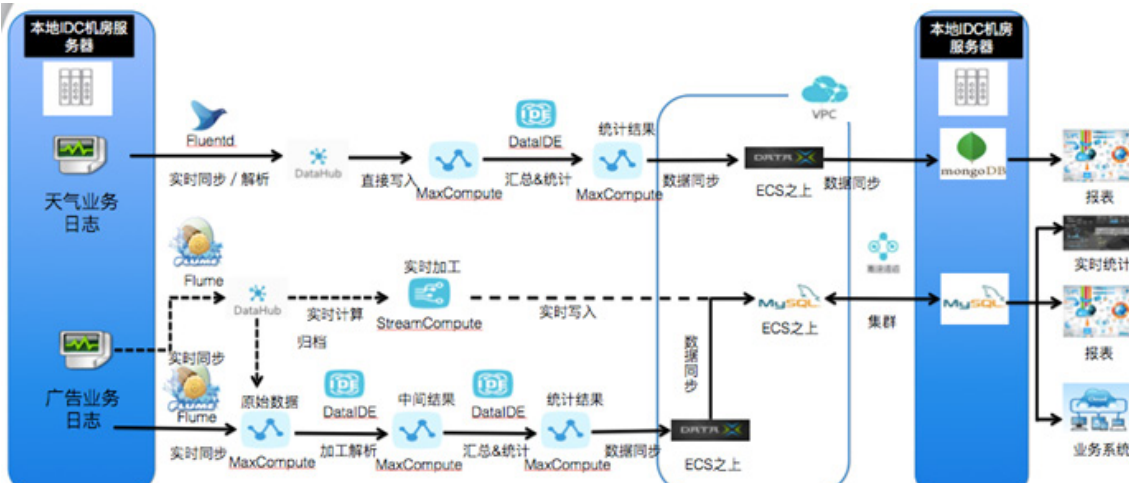 本地IDC机房服
务器
本地IDC机房
服务器
VPC
Fluentd
DataIDE
统计结果
DATAX
mongoDB
实时同步 / 解析
DataHub
直接写入
MaxCompute
汇总&统计
MaxCompute
数据同步
ECS之上
数据同步
报表
天气业务
日志
Flume
实时加工
实时统计
DataHub
实时计算
StreamCompute
实时写入
MySQL
ECS之上
集群
MySQL
归档
数据同步
报表
实时同步
广告业务
日志
Flume
原始数据
DataIDE
中间结果
DataIDE
统计结果
DATAX
Cloud
实时同步
MaxCompute
加工解析
MaxCompute
汇总&统计
MaxCompute
数据同步
ECS之上
业务系统